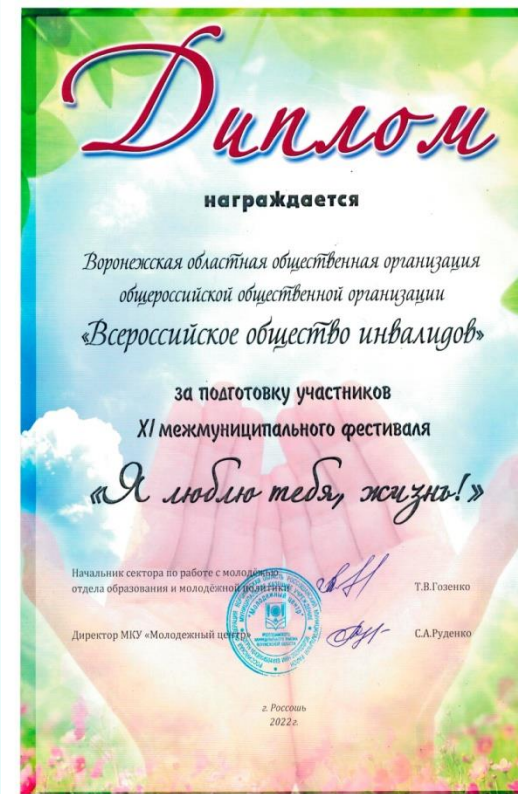 Диплом
награждается
Воронежская областная общественная организация
общероссийской общественной организации
«Всероссийское общество инвалидов»
за подготовку участников
XI межмуниципального фестиваля
«Я люблю тебя, жизнь!»
Начальник сектора по работе с молодёжью
отдела образования и молодёжной политики
Т.В.Гозенко
Директор МКУ «Молодежный центр»
С.А.Руденко
"Молодежный центр"
г. Россошь
2022г.